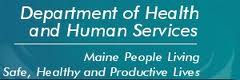 Department of Health
and Human Services
Maine People Living
Safe, Healthy and Productive Lives